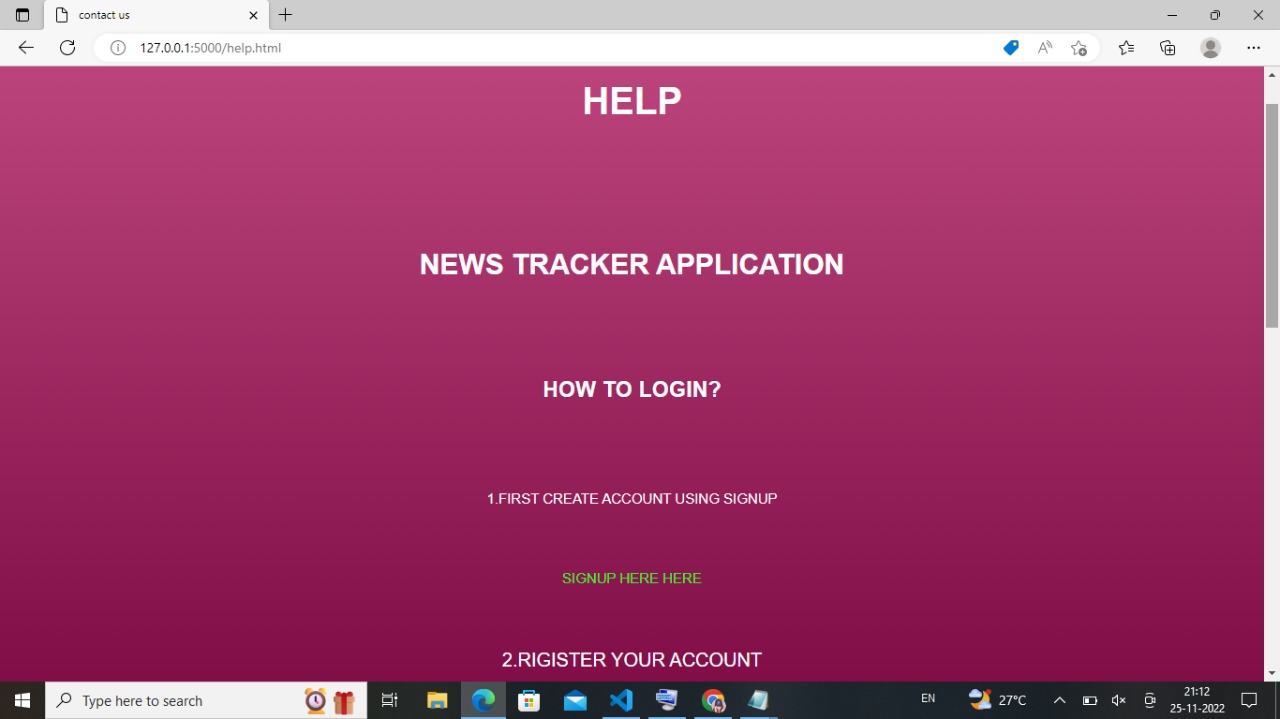 contact us
127.0.0.1:5000/help.html
HELP
NEWS TRACKER APPLICATION
HOW TO LOGIN?
1.FIRST CREATE ACCOUNT USING SIGNUP
SIGNUP HERE HERE
2.RIGISTER YOUR ACCOUNT
Type here to search
EN
27°C
21:12
25-11-2022